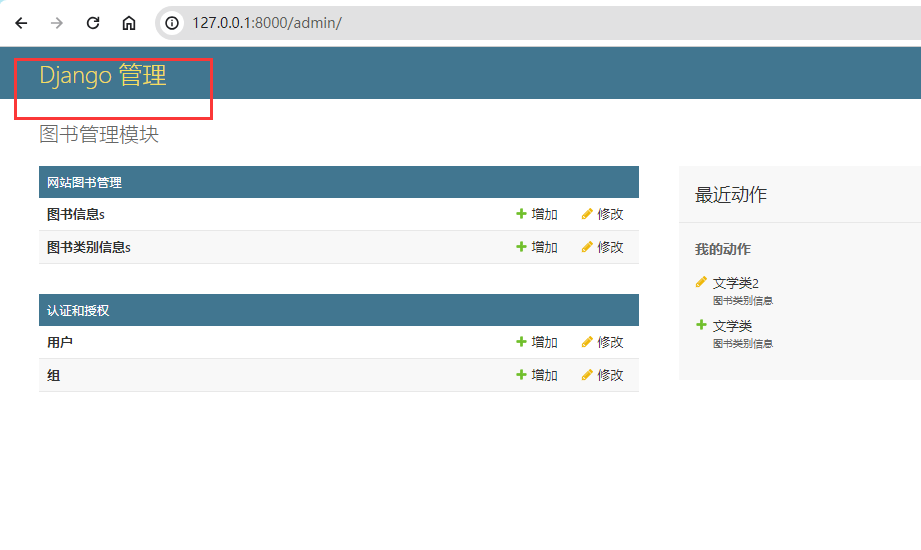 127.0.0.1:8000/admin/
Django 管理
图书管理模块
网站图书管理
图书信息s 增加 修改
图书类别信息s 增加 修改
认证和授权
用户 增加 修改
组 增加 修改
最近动作
我的动作
文学类2
图书类别信息
文学类
图书类别信息